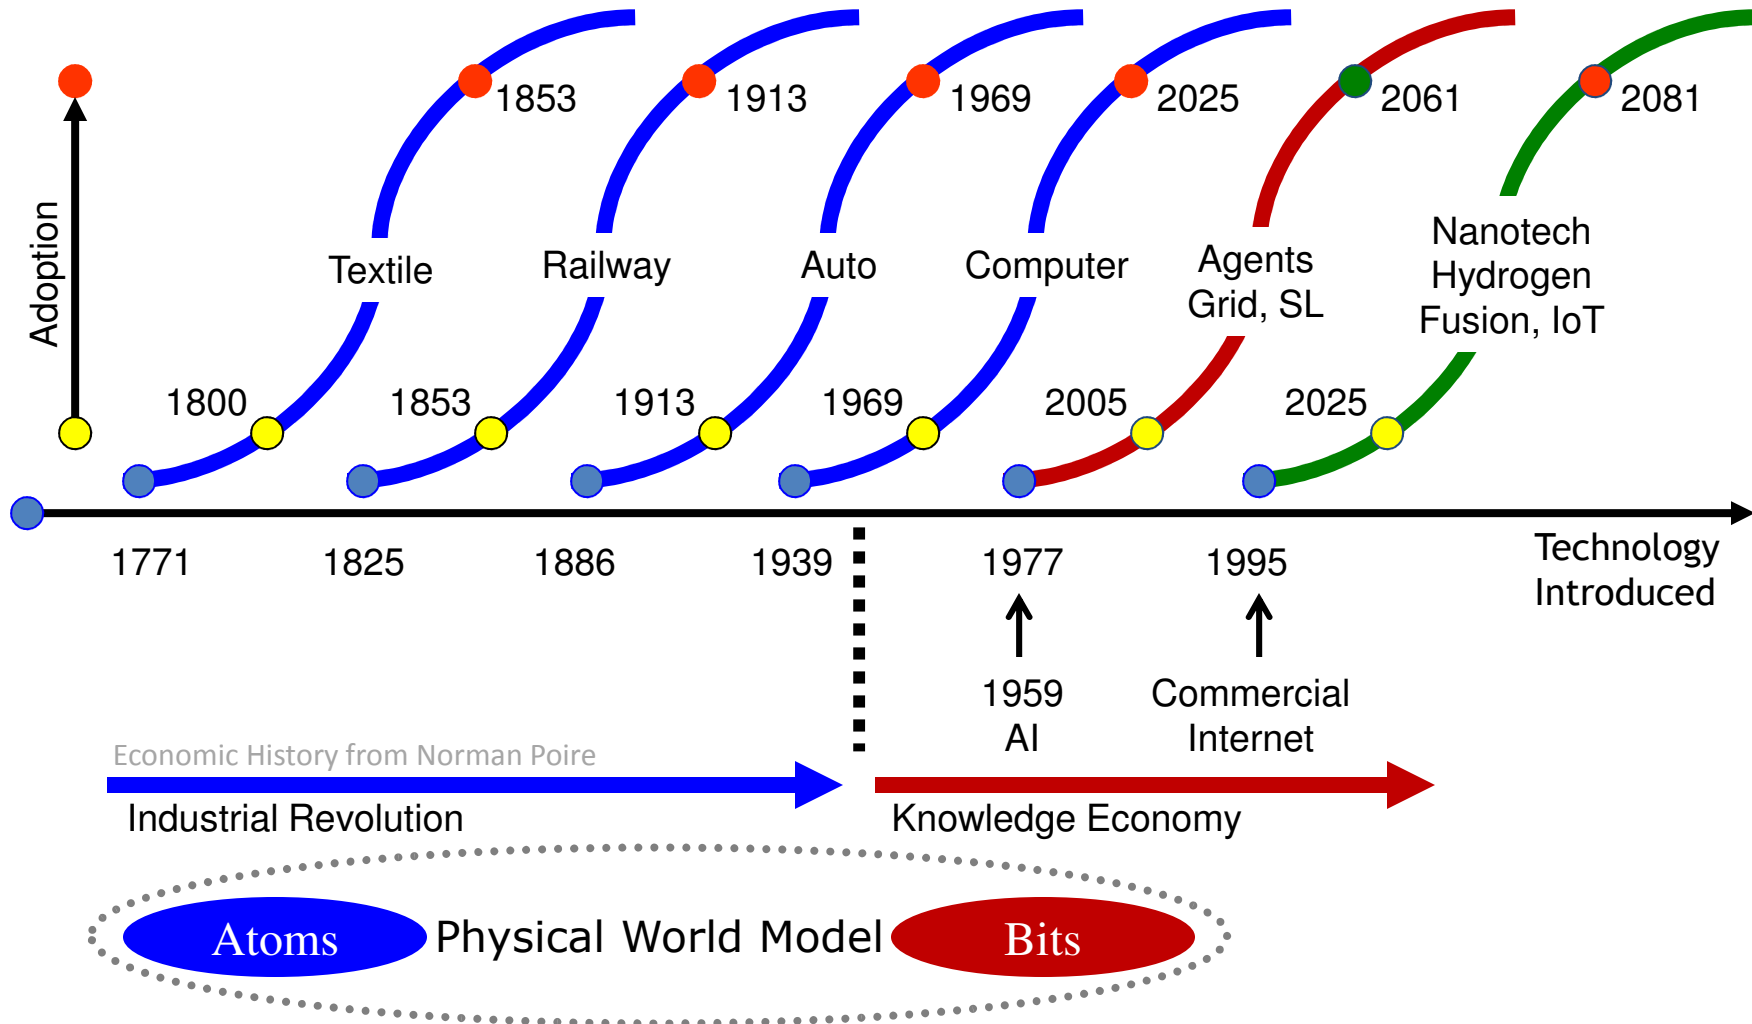 1853
1913
1969
2025
2061
2081
Adoption
Textile
Railway
Auto
Computer
Agents
Grid, SL
Nanotech
Hydrogen
Fusion, IoT
1800
1853
1913
1969
2005
2025
1771
1825
1886
1939
1977
1995
Technology
Introduced
1959
AI
Commercial
Internet
Economic History from Norman Poire
Industrial Revolution
Knowledge Economy
Atoms
Physical World Model
Bits